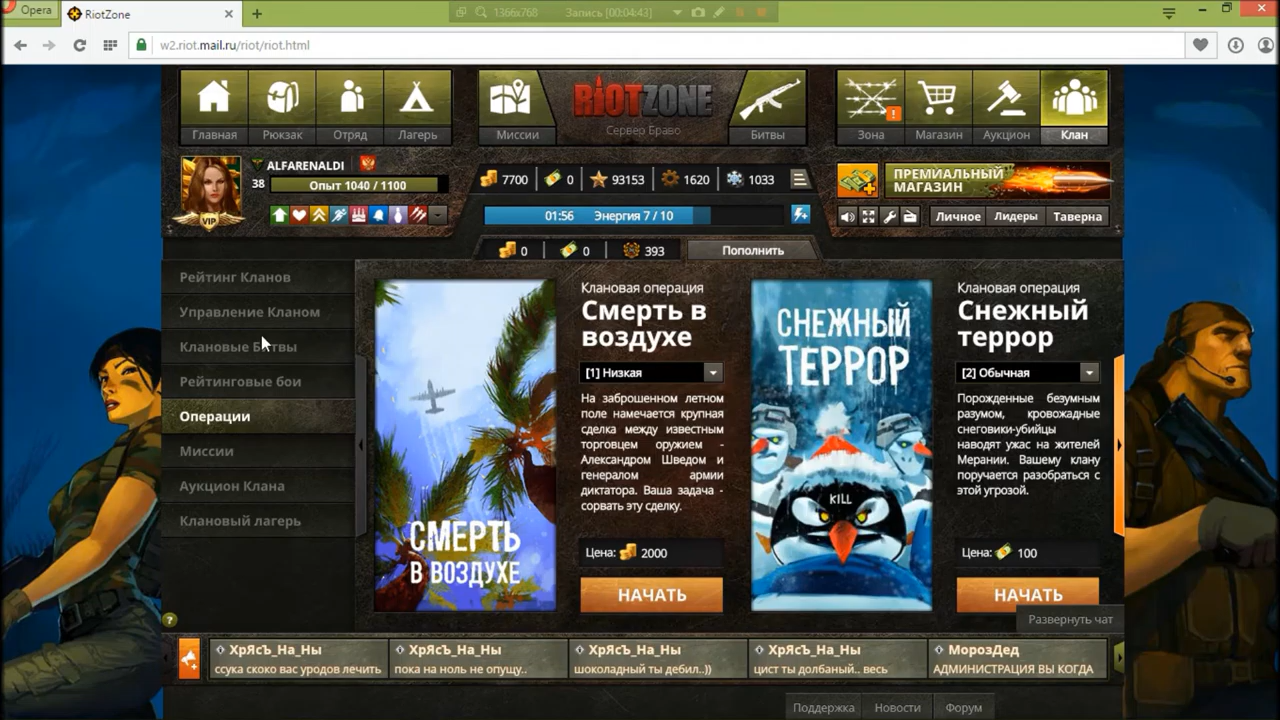 Opera
RiotZone
1366x768 Запись [00:04:43]
w2.riot.mail.ru/riot/riot.html
Главная Рюкзак Отряд Лагерь Миссии RIOTZONE Сервер Браво Битвы Зона Магазин Аукцион Клан
ALFARENALDI
38 Опыт 1040 / 1100
VIP
7700 0 93153 1620 1033
01:56 Энергия 7 / 10
ПРЕМИАЛЬНЫЙ
МАГАЗИН
Личное Лидеры Таверна
0 0 393 Пополнить
Рейтинг Кланов
Управление Кланом
Клановые Битвы
Рейтинговые бои
Операции
Миссии
Аукцион Клана
Клановый лагерь
СМЕРТЬ
В ВОЗДУХЕ
Клановая операция
Смерть в
воздухе
[1] Низкая
На заброшенном летном
поле намечается крупная
сделка между известным
торговцем оружием -
Александром Шведом и
генералом армии
диктатора. Ваша задача -
сорвать эту сделку.
Цена: 2000
НАЧАТЬ
СНЕЖНЫЙ
ТЕРРОР
KILL
Клановая операция
Снежный
террор
[2] Обычная
Порожденные безумным
разумом, кровожадные
снеговики-убийцы
наводят ужас на жителей
Мерании. Вашему клану
поручается разобраться с
этой угрозой.
Цена: 100
НАЧАТЬ
Развернуть чат
ХрЯсЪ_На_Ны
ссука скоко вас уродов лечить
ХрЯсЪ_На_Ны
пока на ноль не опущу..
ХрЯсЪ_На_Ны
шоколадный ты дебил..))
ХрЯсЪ_На_Ны
цист ты долбаный.. весь
МорозДед
АДМИНИСТРАЦИЯ ВЫ КОГДА
Поддержка Новости Форум